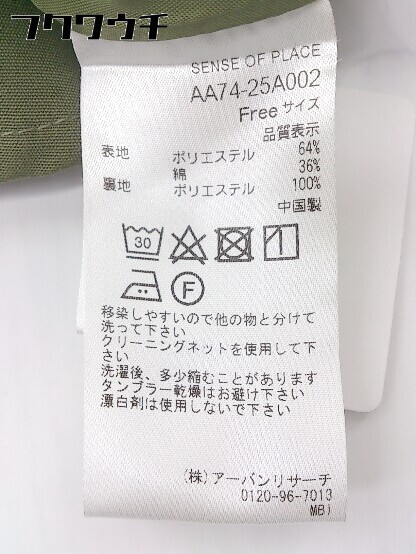 フクワウチ
SENSE OF PLACE
AA74-25A002
Free サイズ
品質表示
表地 ポリエステル 64%
綿 36%
裏地 ポリエステル 100%
中国製
30
F
移染しやすいので他の物と分けて
洗って下さい
クリーニングネットを使用して下
さい
洗濯後、多少縮むことがあります
タンブラー乾燥はお避け下さい
漂白剤は使用しないで下さい
(株)アーバンリサーチ
0120-96-7013
MBI